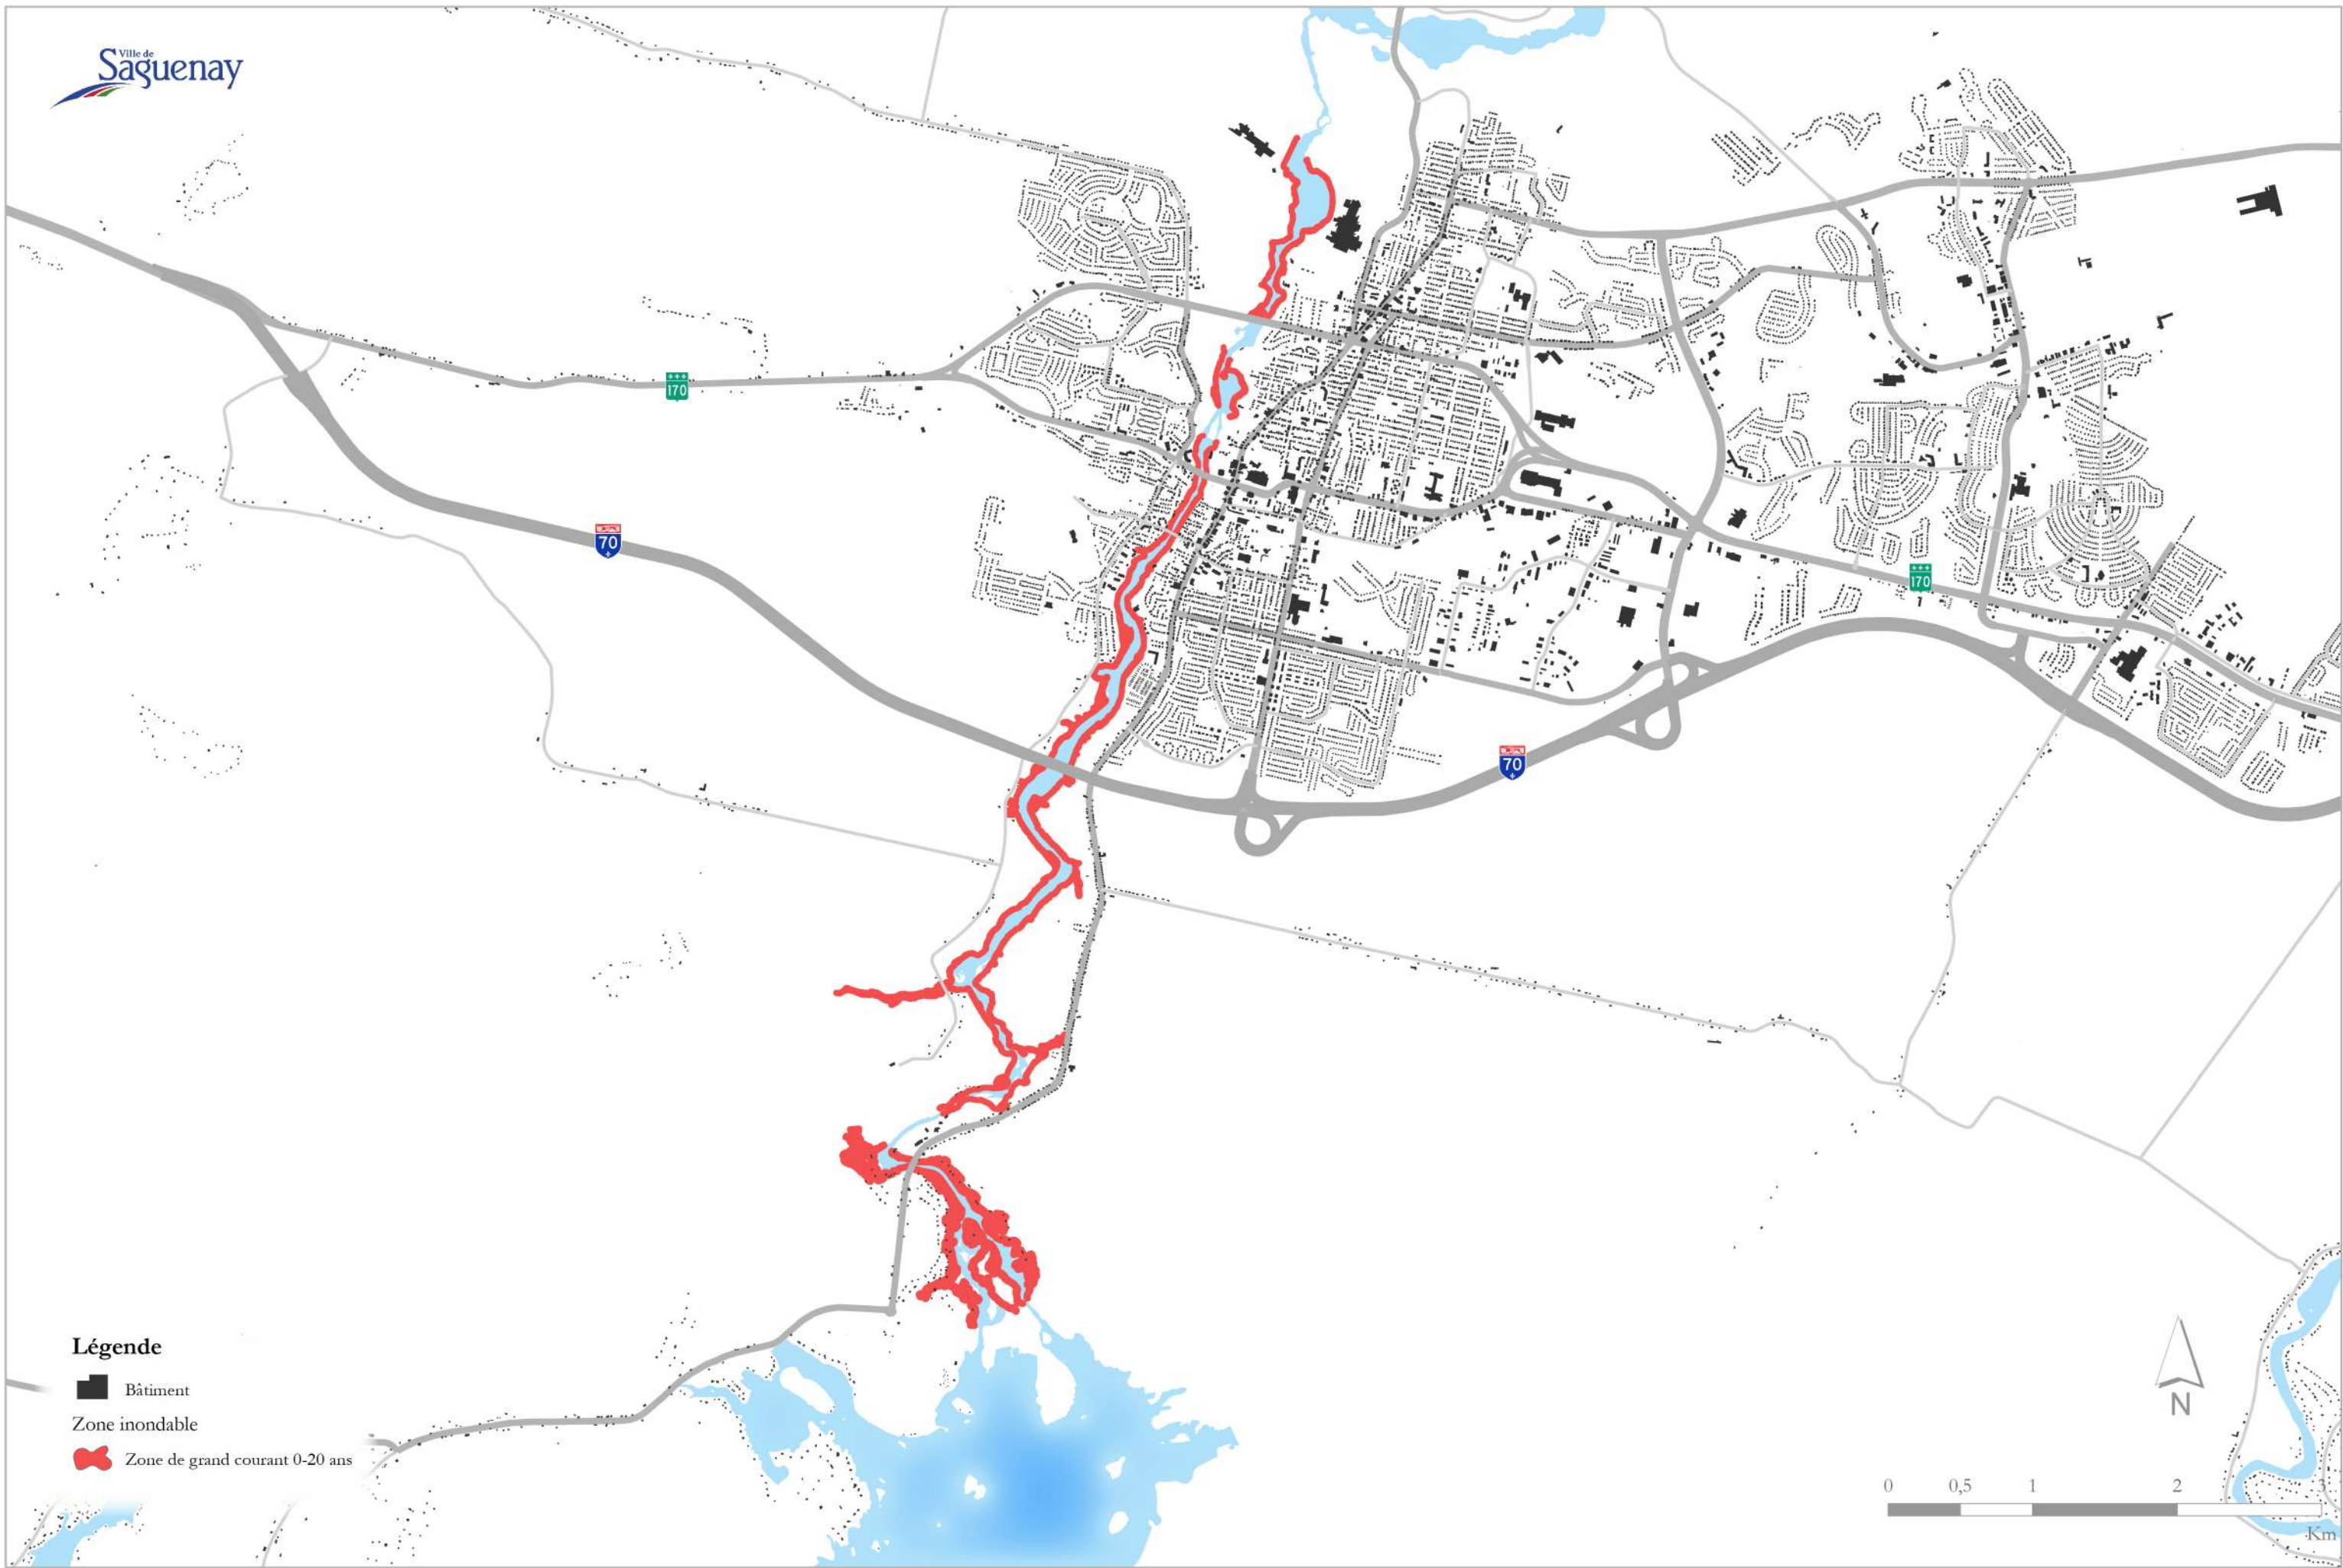 Ville de
Saguenay
170
70
170
70
Légende
Bâtiment
Zone inondable
Zone de grand courant 0-20 ans
N
0 0,5 1 2 3
Km